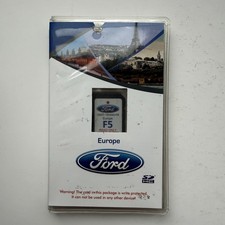 Ford
F5
Europe
Ford
Warning! The card in this package is write protected.
It can not be used in any other device!